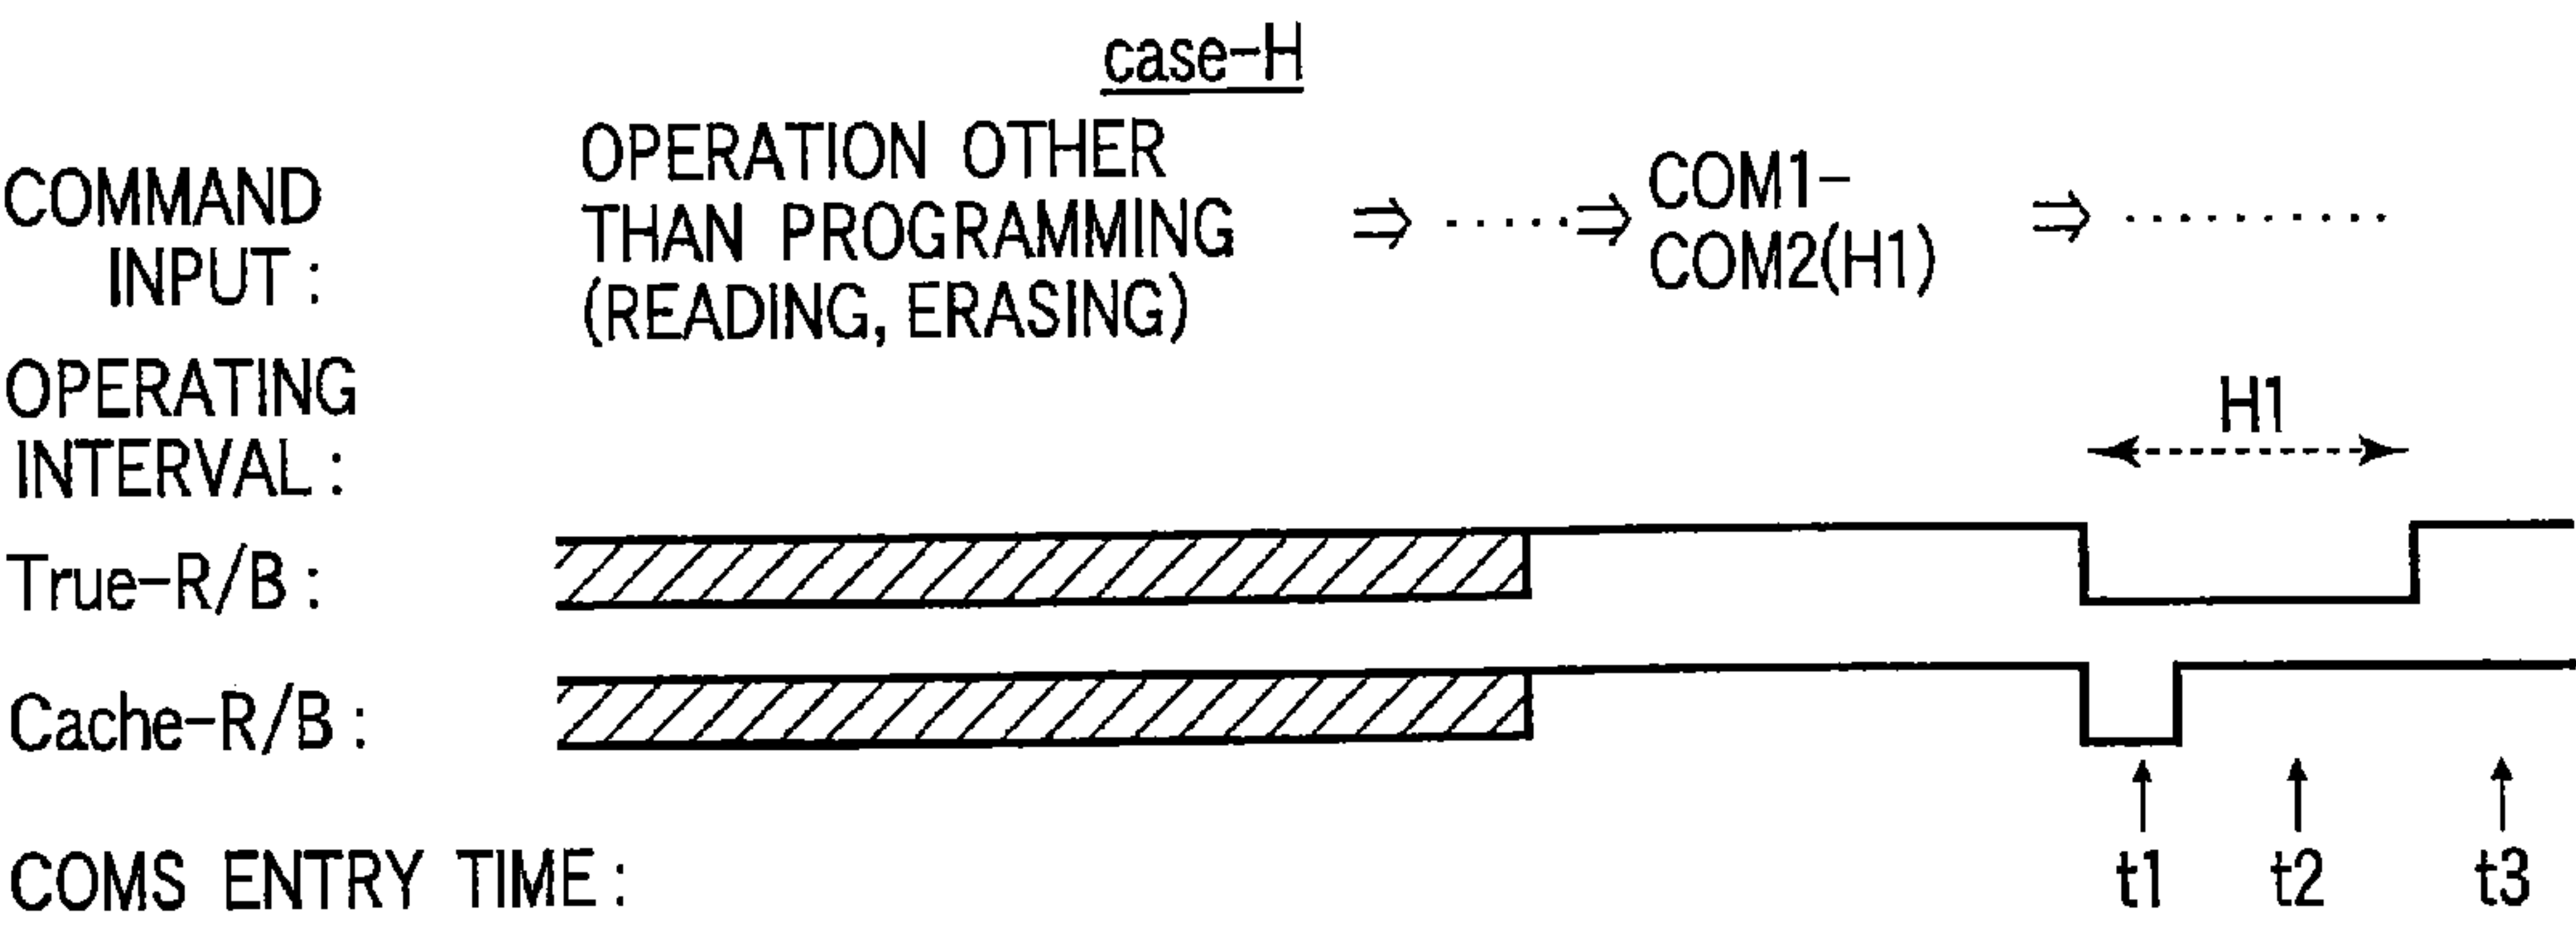 case-H
COMMAND
INPUT :
OPERATION OTHER
THAN PROGRAMMING
(READING, ERASING)
⇒ ·····⇒
COM1-
COM2(H1)
⇒ ·········
OPERATING
INTERVAL :
H1
True-R/B :
Cache-R/B :
COMS ENTRY TIME :
t1 t2 t3